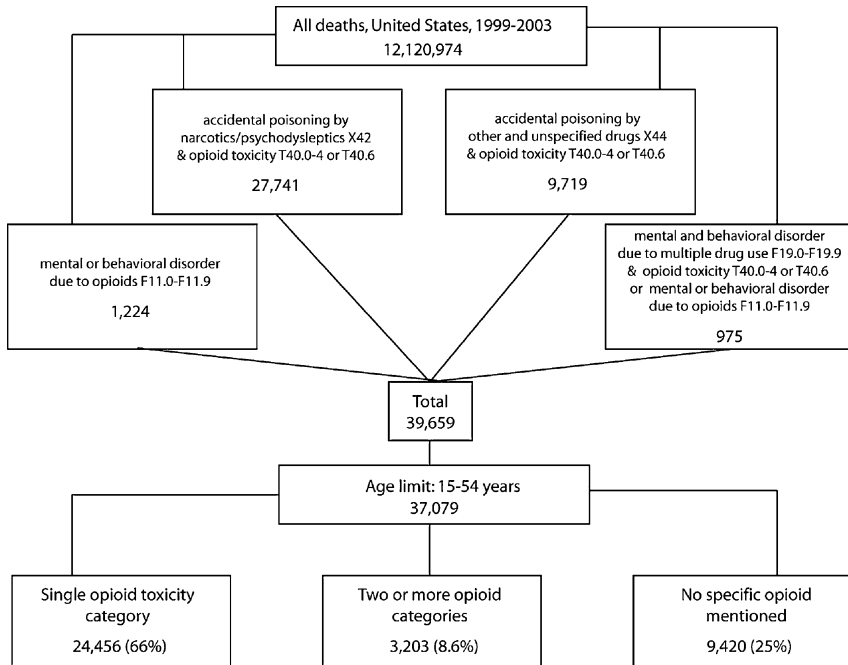 All deaths, United States, 1999-2003
12,120,974
accidental poisoning by
narcotics/psychodysleptics X42
& opioid toxicity T40.0-4 or T40.6
27,741
accidental poisoning by
other and unspecified drugs X44
& opioid toxicity T40.0-4 or T40.6
9,719
mental or behavioral disorder
due to opioids F11.0-F11.9
1,224
mental and behavioral disorder
due to multiple drug use F19.0-F19.9
& opioid toxicity T40.0-4 or T40.6
or mental or behavioral disorder
due to opioids F11.0-F11.9
975
Total
39,659
Age limit: 15-54 years
37,079
Single opioid toxicity
category
24,456 (66%)
Two or more opioid
categories
3,203 (8.6%)
No specific opioid
mentioned
9,420 (25%)